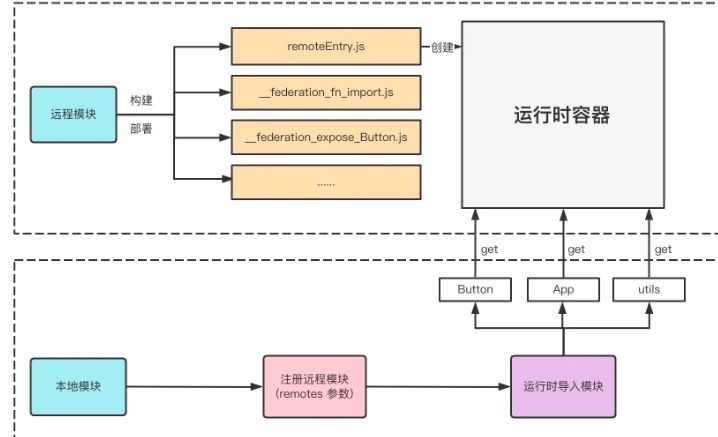 remoteEntry.js
创建
__federation_fn_import.js
构建
远程模块
运行时容器
部署
__federation_expose_Button.js
......
get
get
get
Button
App
utils
本地模块
注册远程模块
(remotes 参数)
运行时导入模块